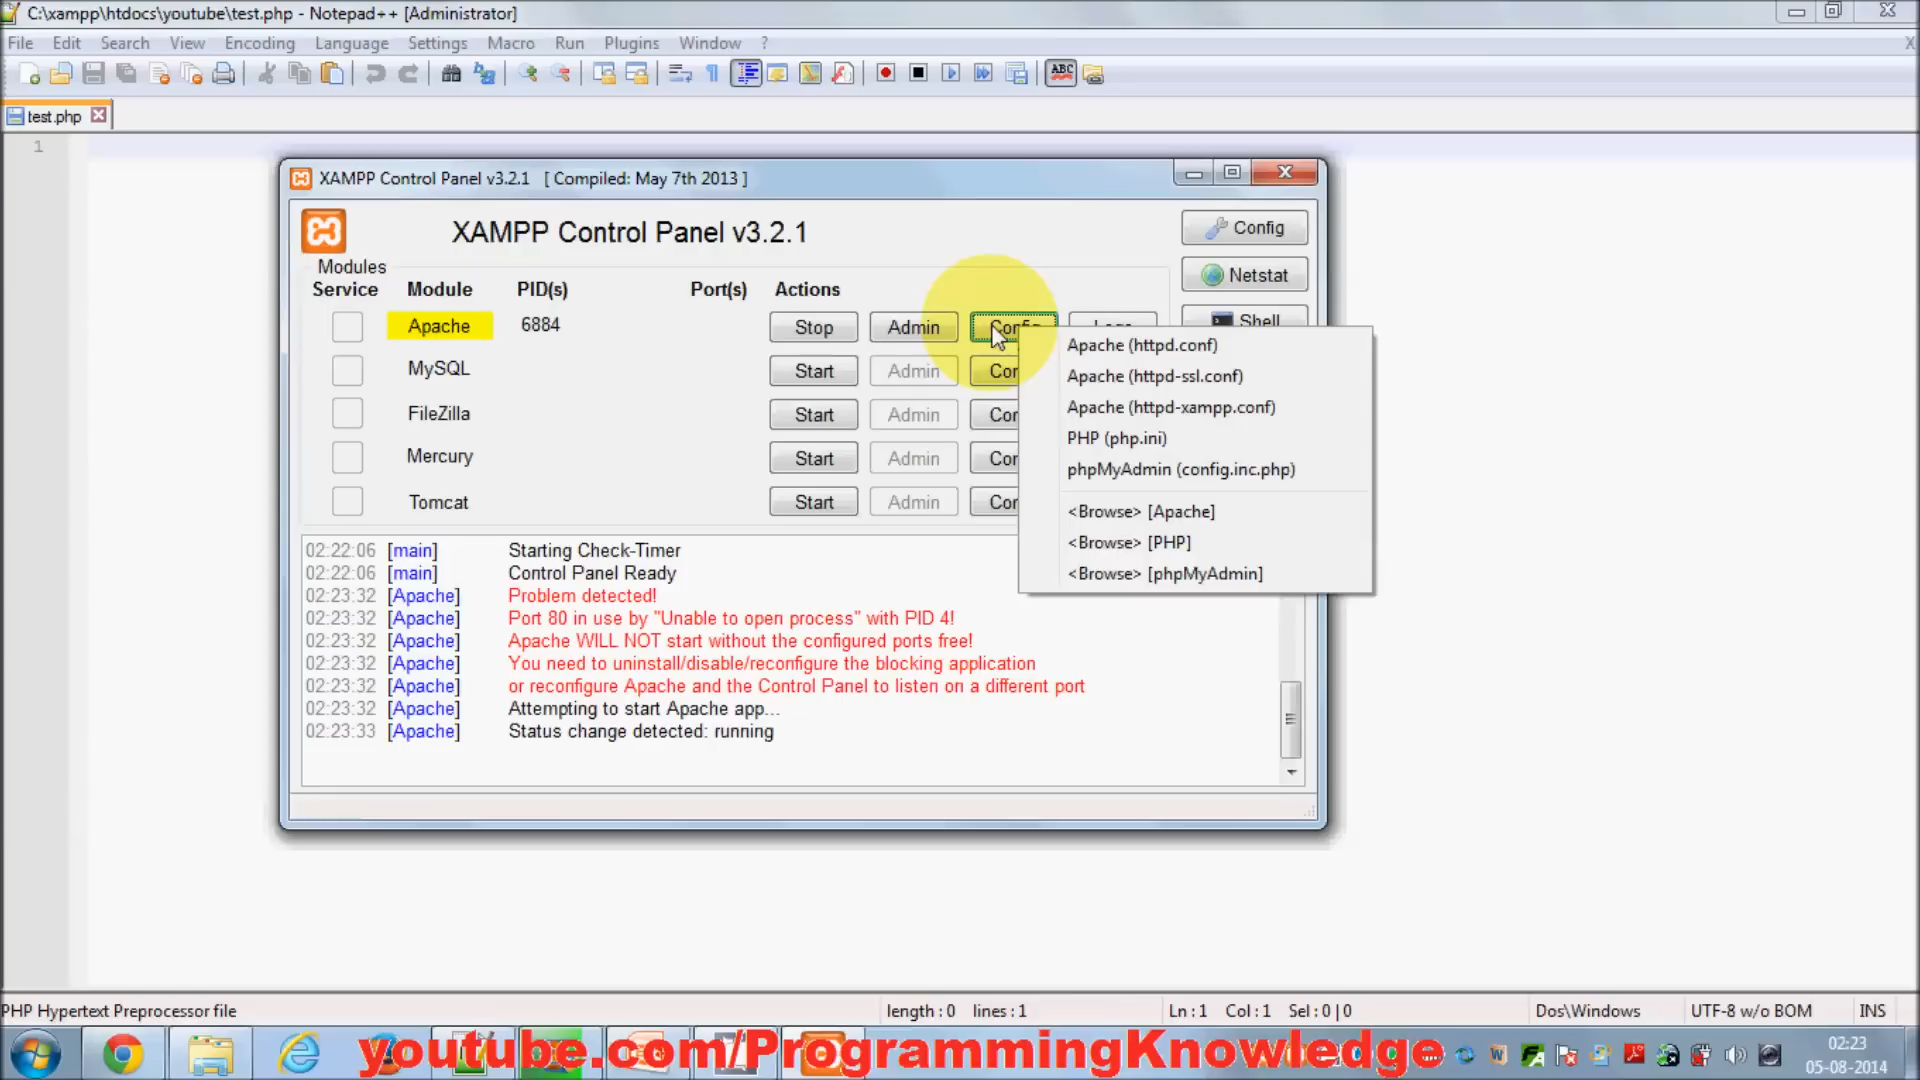 C:\xampp\htdocs\youtube\test.php - Notepad++ [Administrator]
File Edit Search View Encoding Language Settings Macro Run Plugins Window ? X
ABC
test.php
1
XAMPP Control Panel v3.2.1 [ Compiled: May 7th 2013 ]
XAMPP Control Panel v3.2.1
Config
Modules
Netstat
Service Module PID(s) Port(s) Actions
Shell
Apache 6884 Stop Admin Config Logs
MySQL Start Admin Con
FileZilla Start Admin Con
Mercury Start Admin Con
Tomcat Start Admin Con
Apache (httpd.conf)
Apache (httpd-ssl.conf)
Apache (httpd-xampp.conf)
PHP (php.ini)
phpMyAdmin (config.inc.php)
<Browse> [Apache]
<Browse> [PHP]
<Browse> [phpMyAdmin]
02:22:06 [main] Starting Check-Timer
02:22:06 [main] Control Panel Ready
02:23:32 [Apache] Problem detected!
02:23:32 [Apache] Port 80 in use by "Unable to open process" with PID 4!
02:23:32 [Apache] Apache WILL NOT start without the configured ports free!
02:23:32 [Apache] You need to uninstall/disable/reconfigure the blocking application
02:23:32 [Apache] or reconfigure Apache and the Control Panel to listen on a different port
02:23:32 [Apache] Attempting to start Apache app...
02:23:33 [Apache] Status change detected: running
PHP Hypertext Preprocessor file length : 0 lines : 1 Ln : 1 Col : 1 Sel : 0 | 0 Dos\Windows UTF-8 w/o BOM INS
youtube.com/ProgrammingKnowledge
02:23
05-08-2014